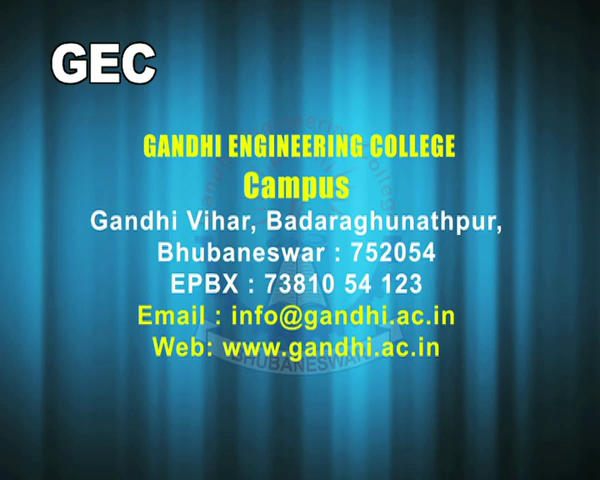 GEC
GANDHI ENGINEERING COLLEGE
Campus
Gandhi Vihar, Badaraghunathpur,
Bhubaneswar : 752054
EPBX : 73810 54 123
Email : info@gandhi.ac.in
Web: www.gandhi.ac.in
BHUBANESWAR